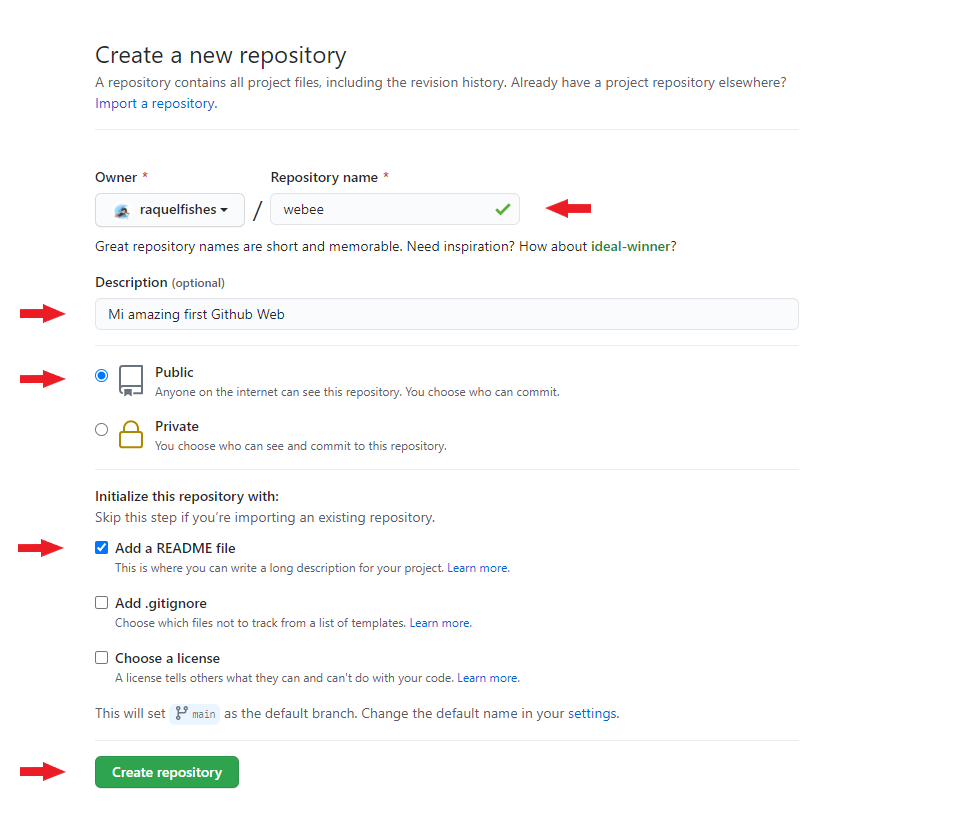 Create a new repository
A repository contains all project files, including the revision history. Already have a project repository elsewhere?
Import a repository.
Owner * Repository name *
raquelfishes / webee
Great repository names are short and memorable. Need inspiration? How about ideal-winner?
Description (optional)
Mi amazing first Github Web
Public
Anyone on the internet can see this repository. You choose who can commit.
Private
You choose who can see and commit to this repository.
Initialize this repository with:
Skip this step if you're importing an existing repository.
Add a README file
This is where you can write a long description for your project. Learn more.
Add .gitignore
Choose which files not to track from a list of templates. Learn more.
Choose a license
A license tells others what they can and can't do with your code. Learn more.
This will set main as the default branch. Change the default name in your settings.
Create repository